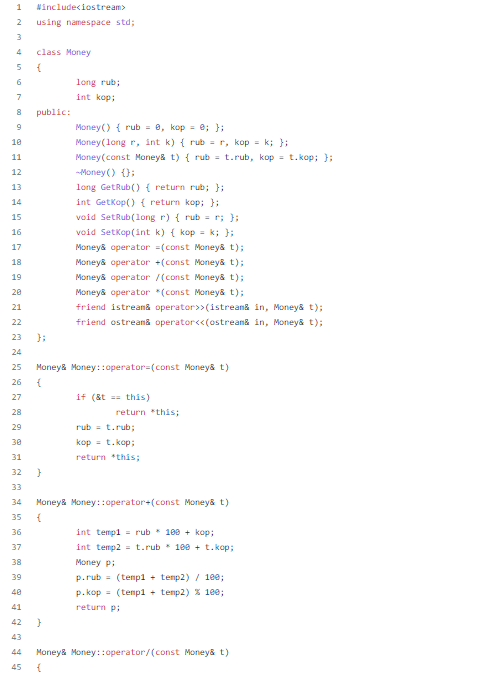 1 #include<iostream>
2 using namespace std;
3
4 class Money
5 {
6 long rub;
7 int kop;
8 public:
9 Money() { rub = 0, kop = 0; };
10 Money(long r, int k) { rub = r, kop = k; };
11 Money(const Money& t) { rub = t.rub, kop = t.kop; };
12 ~Money() {};
13 long GetRub() { return rub; };
14 int GetKop() { return kop; };
15 void SetRub(long r) { rub = r; };
16 void SetKop(int k) { kop = k; };
17 Money& operator =(const Money& t);
18 Money& operator +(const Money& t);
19 Money& operator /(const Money& t);
20 Money& operator *(const Money& t);
21 friend istream& operator>>(istream& in, Money& t);
22 friend ostream& operator<<(ostream& in, Money& t);
23 };
24
25 Money& Money::operator=(const Money& t)
26 {
27 if (&t == this)
28 return *this;
29 rub = t.rub;
30 kop = t.kop;
31 return *this;
32 }
33
34 Money& Money::operator+(const Money& t)
35 {
36 int temp1 = rub * 100 + kop;
37 int temp2 = t.rub * 100 + t.kop;
38 Money p;
39 p.rub = (temp1 + temp2) / 100;
40 p.kop = (temp1 + temp2) % 100;
41 return p;
42 }
43
44 Money& Money::operator/(const Money& t)
45 {